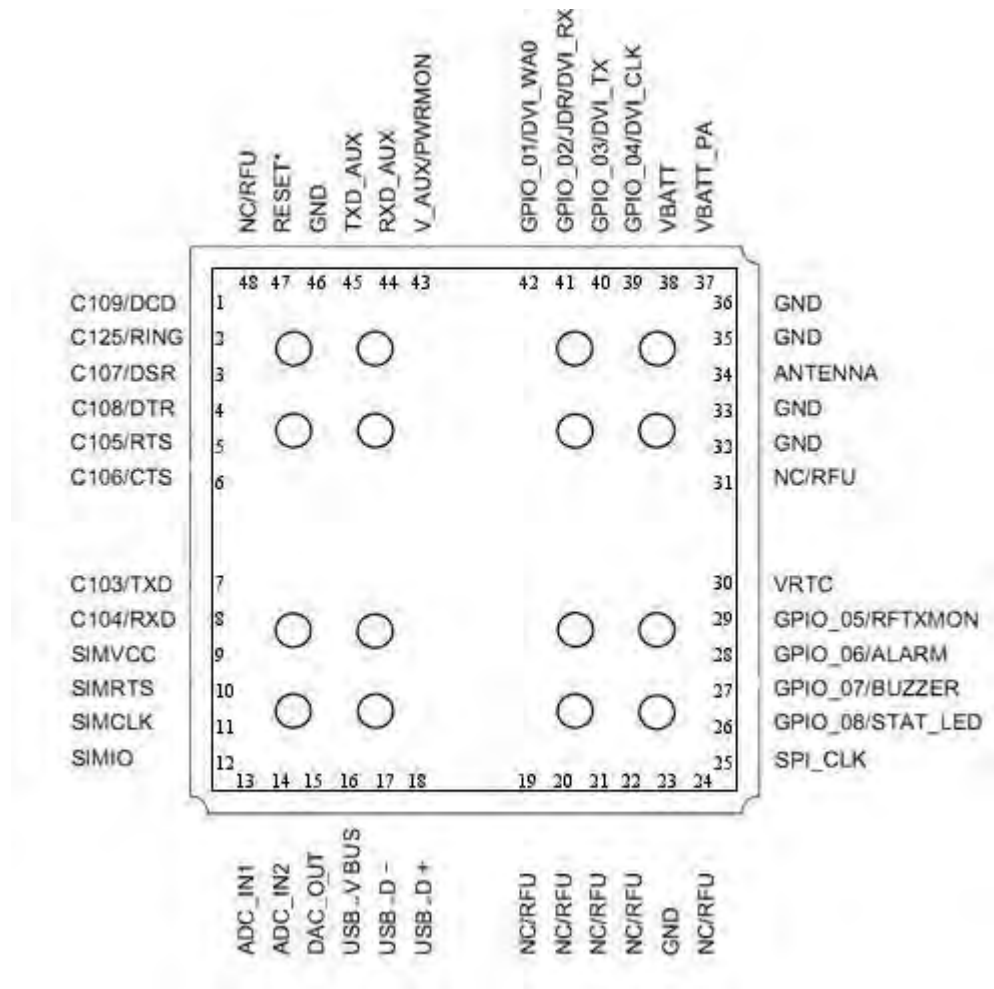 NC/RFU
RESET*
GND
TXD_AUX
RXD_AUX
V_AUX/PWRMON
GPIO_01/DVI_WA0
GPIO_02/JDR/DVI_RX
GPIO_03/DVI_TX
GPIO_04/DVI_CLK
VBATT
VBATT_PA
48 47 46 45 44 43 42 41 40 39 38 37
C109/DCD 1 36 GND
C125/RING 3 35 GND
C107/DSR 3 34 ANTENNA
C108/DTR 4 33 GND
C105/RTS 5 33 GND
C106/CTS 6 31 NC/RFU
C103/TXD 7 30 VRTC
C104/RXD 8 29 GPIO_05/RFTXMON
SIMVCC 9 28 GPIO_06/ALARM
SIMRTS 10 27 GPIO_07/BUZZER
SIMCLK 11 26 GPIO_08/STAT_LED
SIMIO 12 25 SPI_CLK
13 14 15 16 17 18 19 20 21 22 23 24
ADC_IN1
ADC_IN2
DAC_OUT
USB_VBUS
USB_D-
USB_D+
NC/RFU
NC/RFU
NC/RFU
NC/RFU
GND
NC/RFU